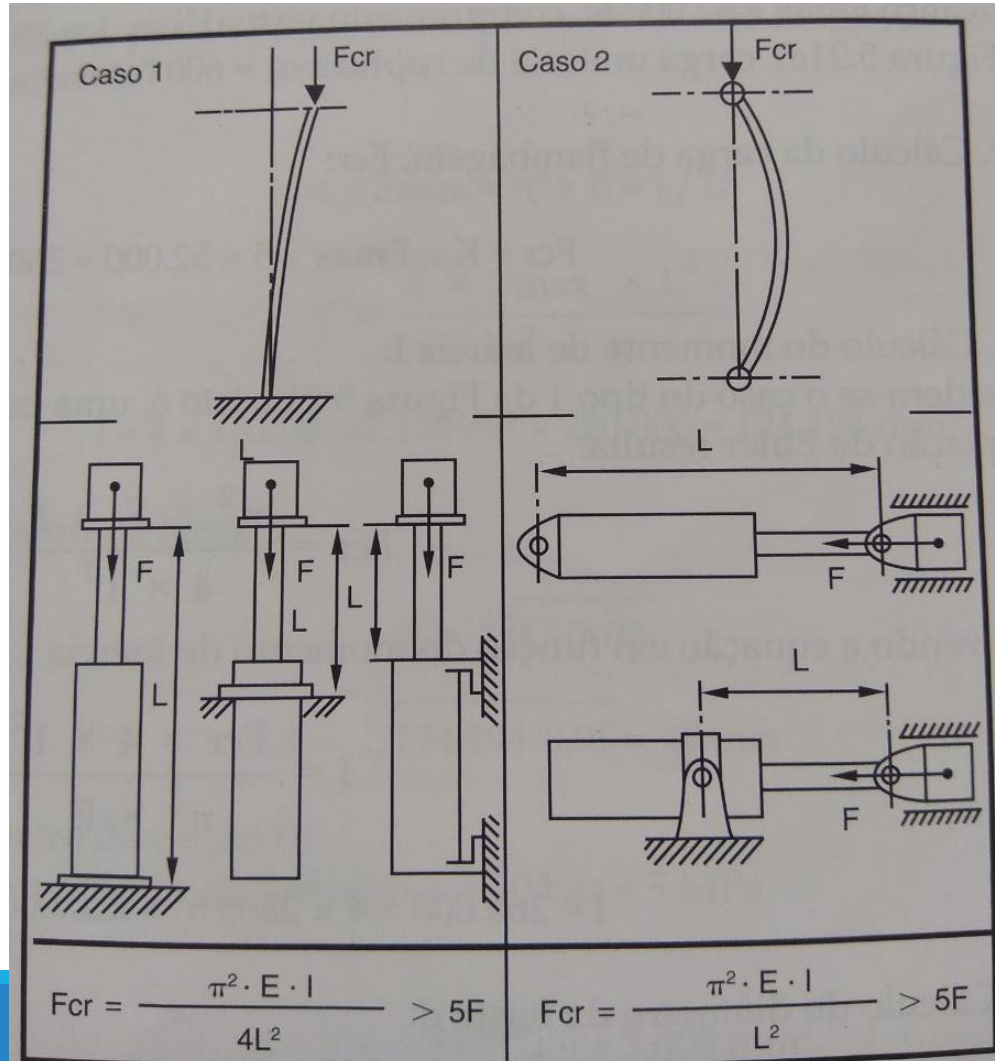 Caso 1
Fcr
Caso 2
Fcr
L
F
L
F
L
L
F
L
F
L
F
Fcr = π² · E · I / 4L² > 5F
Fcr = π² · E · I / L² > 5F